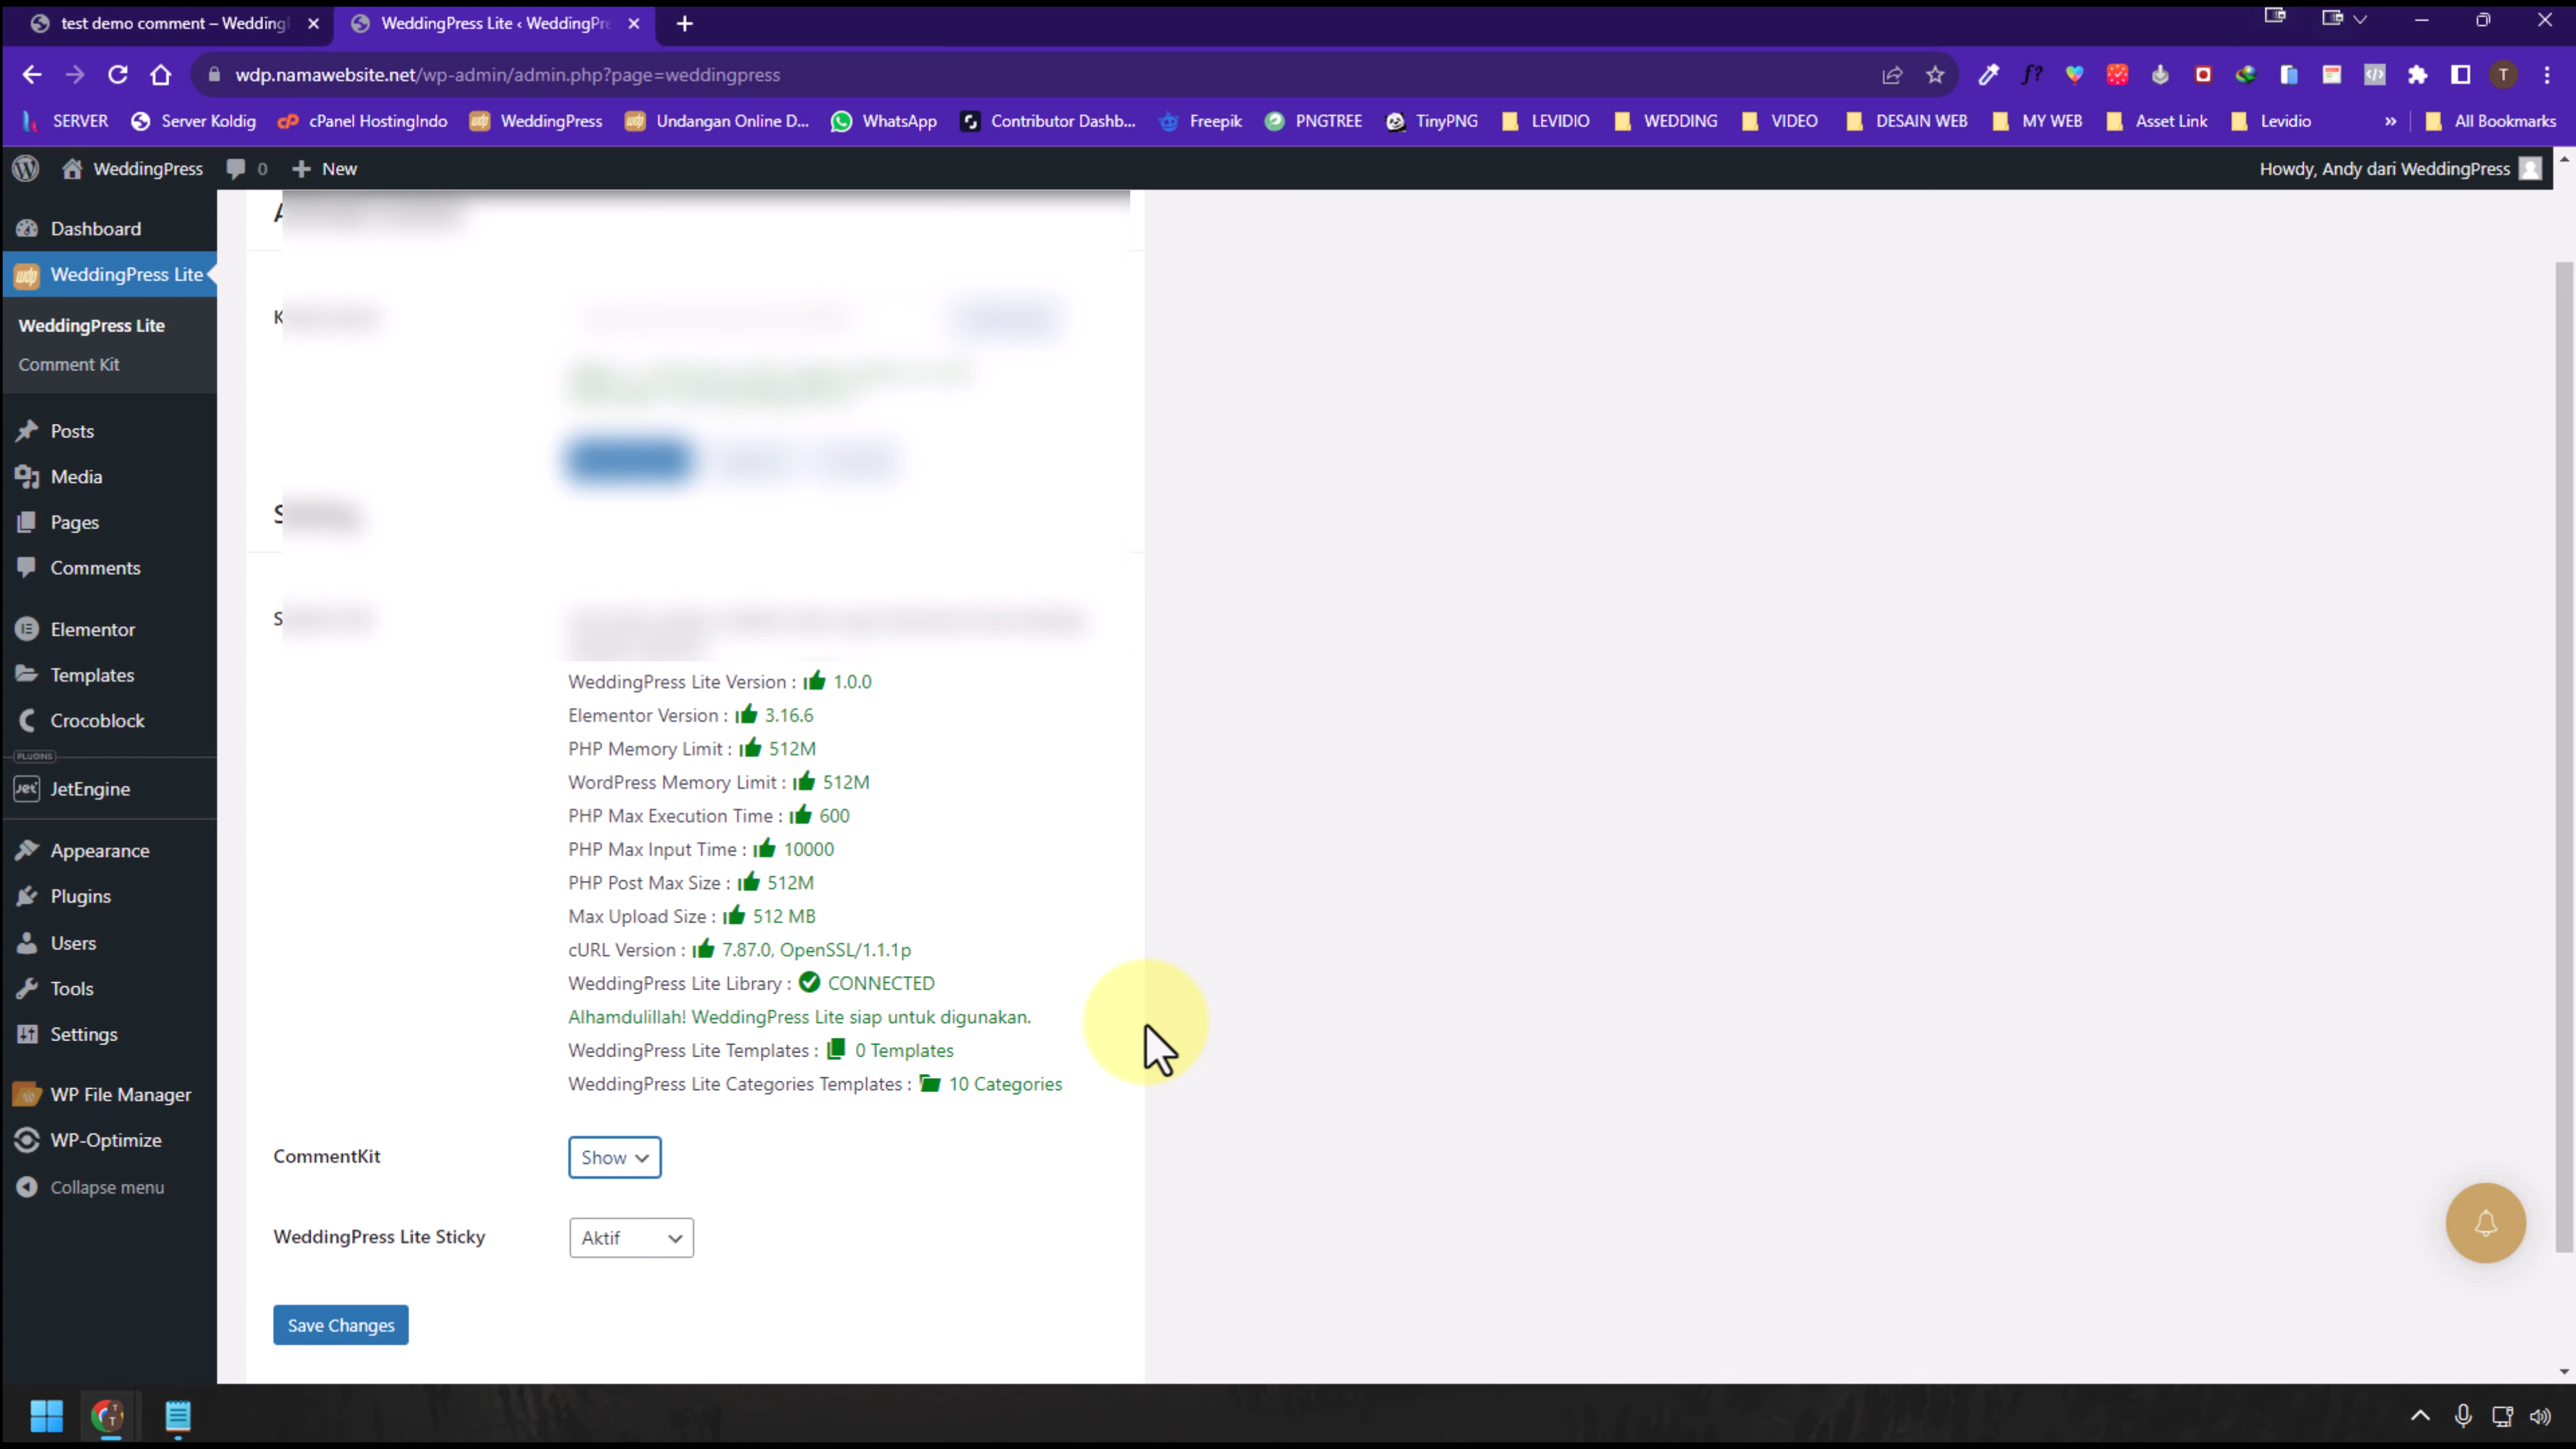 test demo comment – Wedding
WeddingPress Lite ‹ WeddingPre
wdp.namawebsite.net/wp-admin/admin.php?page=weddingpress
f?
T
SERVER
Server Koldig
cPanel HostingIndo
WeddingPress
Undangan Online D...
WhatsApp
Contributor Dashb...
Freepik
PNGTREE
TinyPNG
LEVIDIO
WEDDING
VIDEO
DESAIN WEB
MY WEB
Asset Link
Levidio
»
All Bookmarks
WeddingPress
0
New
Howdy, Andy dari WeddingPress
Dashboard
WeddingPress Lite
WeddingPress Lite
Comment Kit
Posts
Media
Pages
Comments
Elementor
Templates
Crocoblock
PLUGINS
JetEngine
Appearance
Plugins
Users
Tools
Settings
WP File Manager
WP-Optimize
Collapse menu
WeddingPress Lite Version : 1.0.0
Elementor Version : 3.16.6
PHP Memory Limit : 512M
WordPress Memory Limit : 512M
PHP Max Execution Time : 600
PHP Max Input Time : 10000
PHP Post Max Size : 512M
Max Upload Size : 512 MB
cURL Version : 7.87.0, OpenSSL/1.1.1p
WeddingPress Lite Library : CONNECTED
Alhamdulillah! WeddingPress Lite siap untuk digunakan.
WeddingPress Lite Templates : 0 Templates
WeddingPress Lite Categories Templates : 10 Categories
CommentKit
Show
WeddingPress Lite Sticky
Aktif
Save Changes